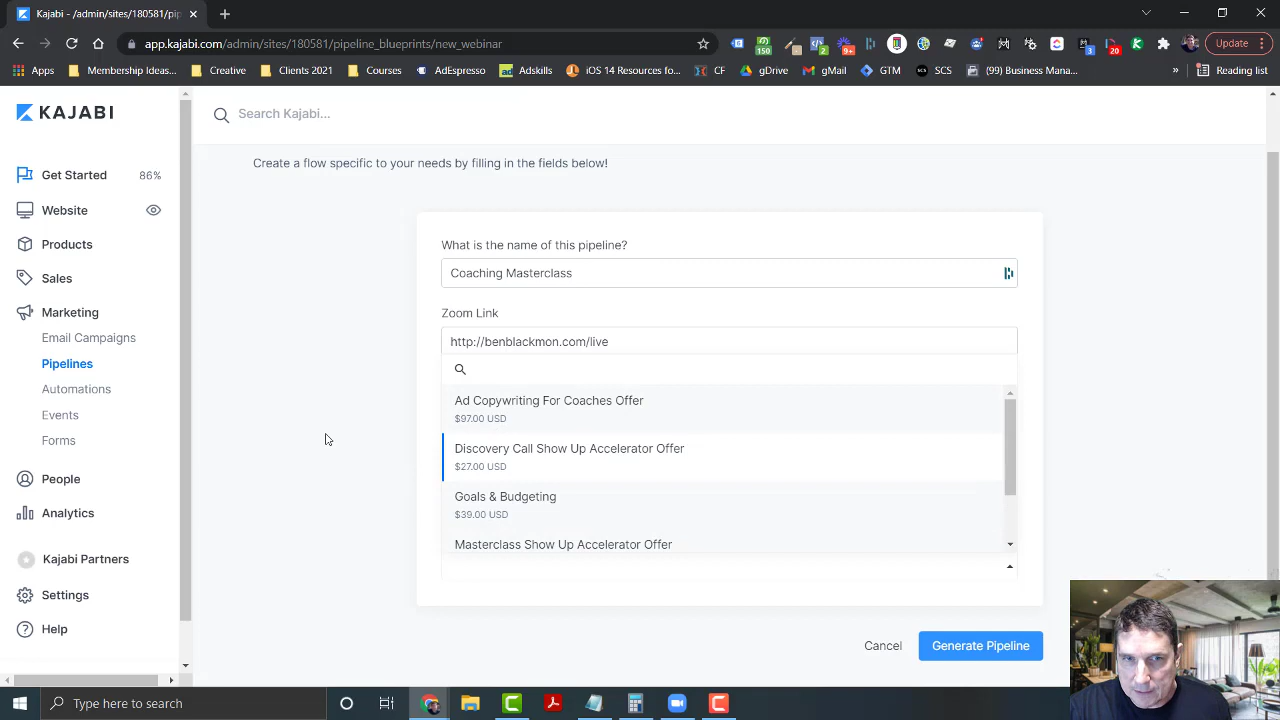 Kajabi - /admin/sites/180581/pip
app.kajabi.com/admin/sites/180581/pipeline_blueprints/new_webinar
150
2
9+
3
20
Update
Apps
Membership Ideas...
Creative
Clients 2021
Courses
AdEspresso
Adskills
iOS 14 Resources fo...
CF
gDrive
gMail
GTM
SCS
SCS
(99) Business Mana...
»
Reading list
KAJABI
Search Kajabi...
Get Started
86%
Website
Products
Sales
Marketing
Email Campaigns
Pipelines
Automations
Events
Forms
People
Analytics
Kajabi Partners
Settings
Help
Create a flow specific to your needs by filling in the fields below!
What is the name of this pipeline?
Coaching Masterclass
Zoom Link
http://benblackmon.com/live
Ad Copywriting For Coaches Offer
$97.00 USD
Discovery Call Show Up Accelerator Offer
$27.00 USD
Goals & Budgeting
$39.00 USD
Masterclass Show Up Accelerator Offer
Cancel
Generate Pipeline
Type here to search